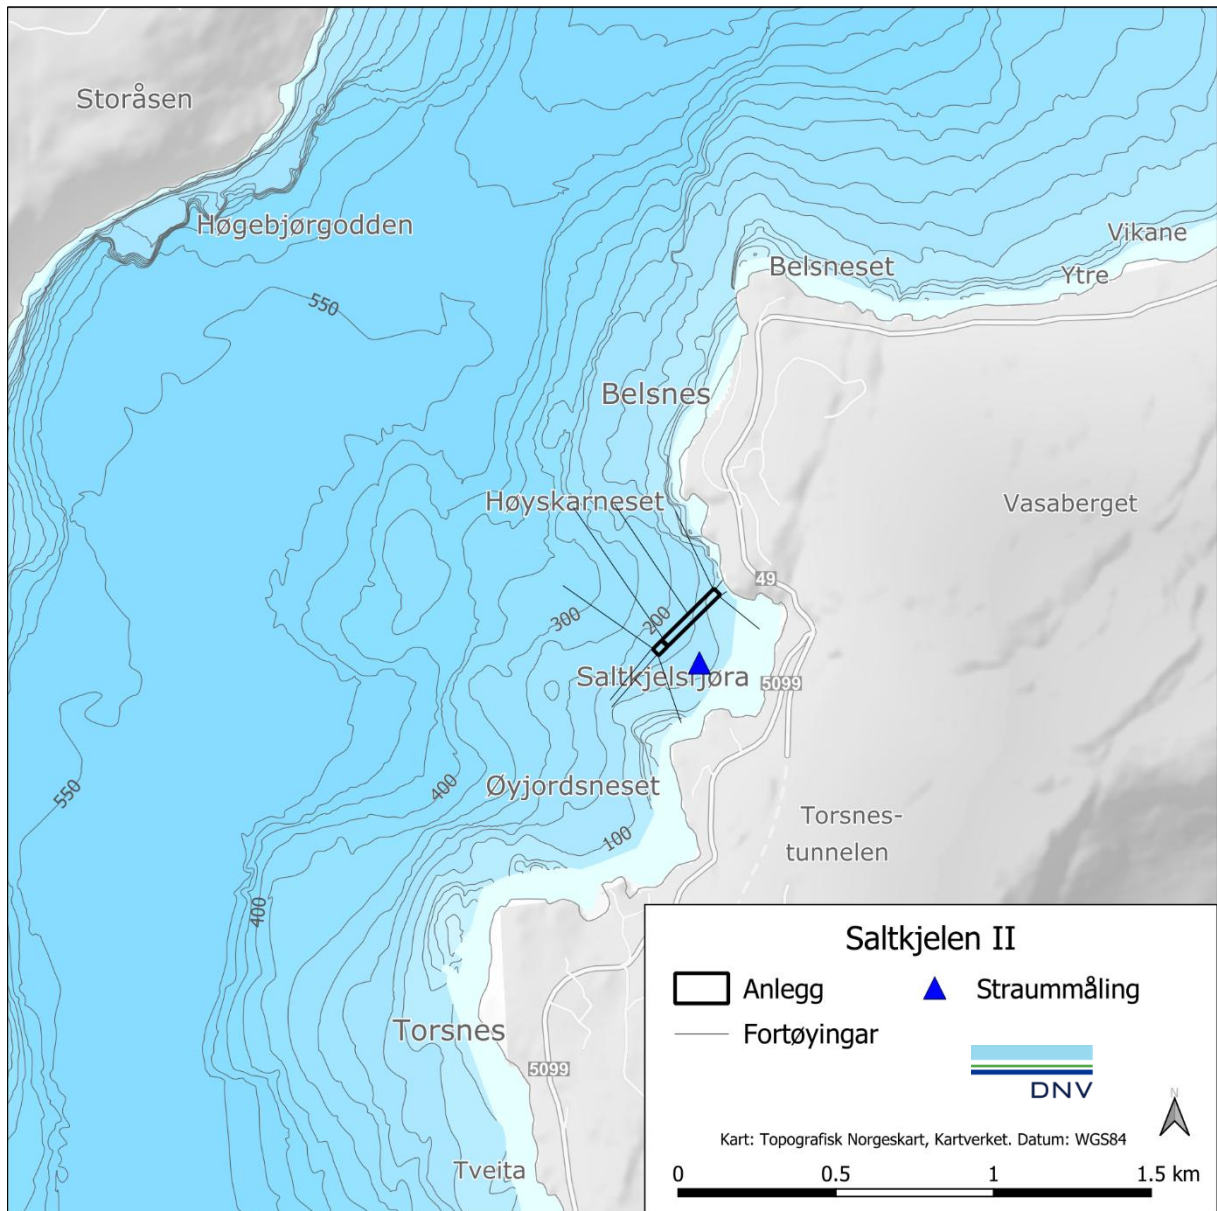 Storåsen
Høgebjørgodden
Vikane
Belsneset
Ytre
550
Belsnes
Høyskarneset
Vasaberget
49
300
200
Saltkjelsfjøra
5099
550
400
Øyjordsneset
100
Torsnes-
tunnelen
400
Torsnes
5099
Tveita
Saltkjelen II
Anlegg
Straummåling
Fortøyingar
DNV
N
Kart: Topografisk Norgeskart, Kartverket. Datum: WGS84
0 0.5 1 1.5 km